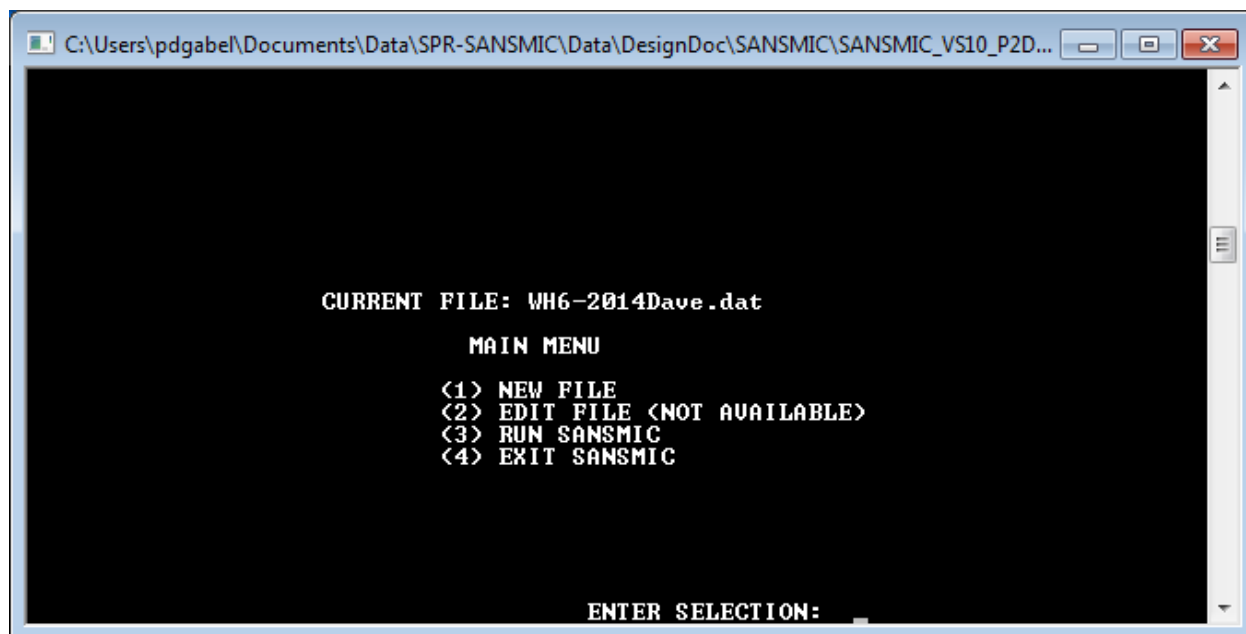 C:\Users\pdgabel\Documents\Data\SPR-SANSMIC\Data\DesignDoc\SANSMIC\SANSMIC_VS10_P2D...
CURRENT FILE: WH6-2014Dave.dat
MAIN MENU
(1) NEW FILE
(2) EDIT FILE (NOT AVAILABLE)
(3) RUN SANSMIC
(4) EXIT SANSMIC
ENTER SELECTION: _